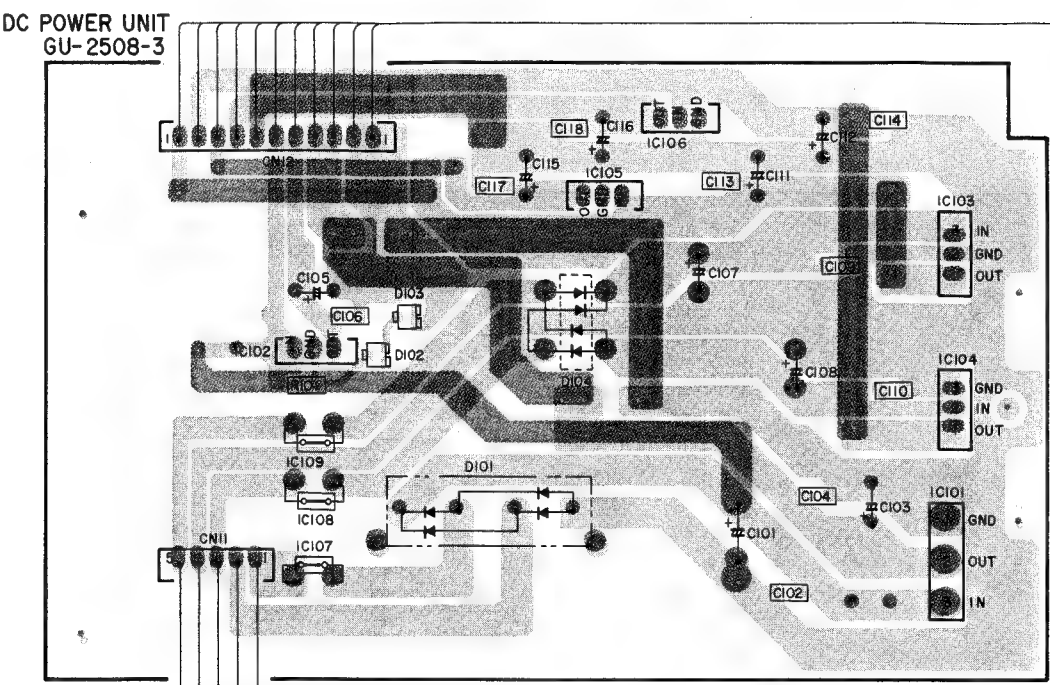 DC POWER UNIT
GU-2508-3
CN12
C118
C116
IC106
C114
C112
C115
C117
IC105
O
G
C113
C111
IC103
IN
GND
OUT
C107
C105
C106
D103
IC102
D102
D104
C108
IC104
GND
IN
OUT
C110
IC109
D101
IC108
C104
C103
IC101
GND
OUT
IN
CN11
IC107
C101
C102